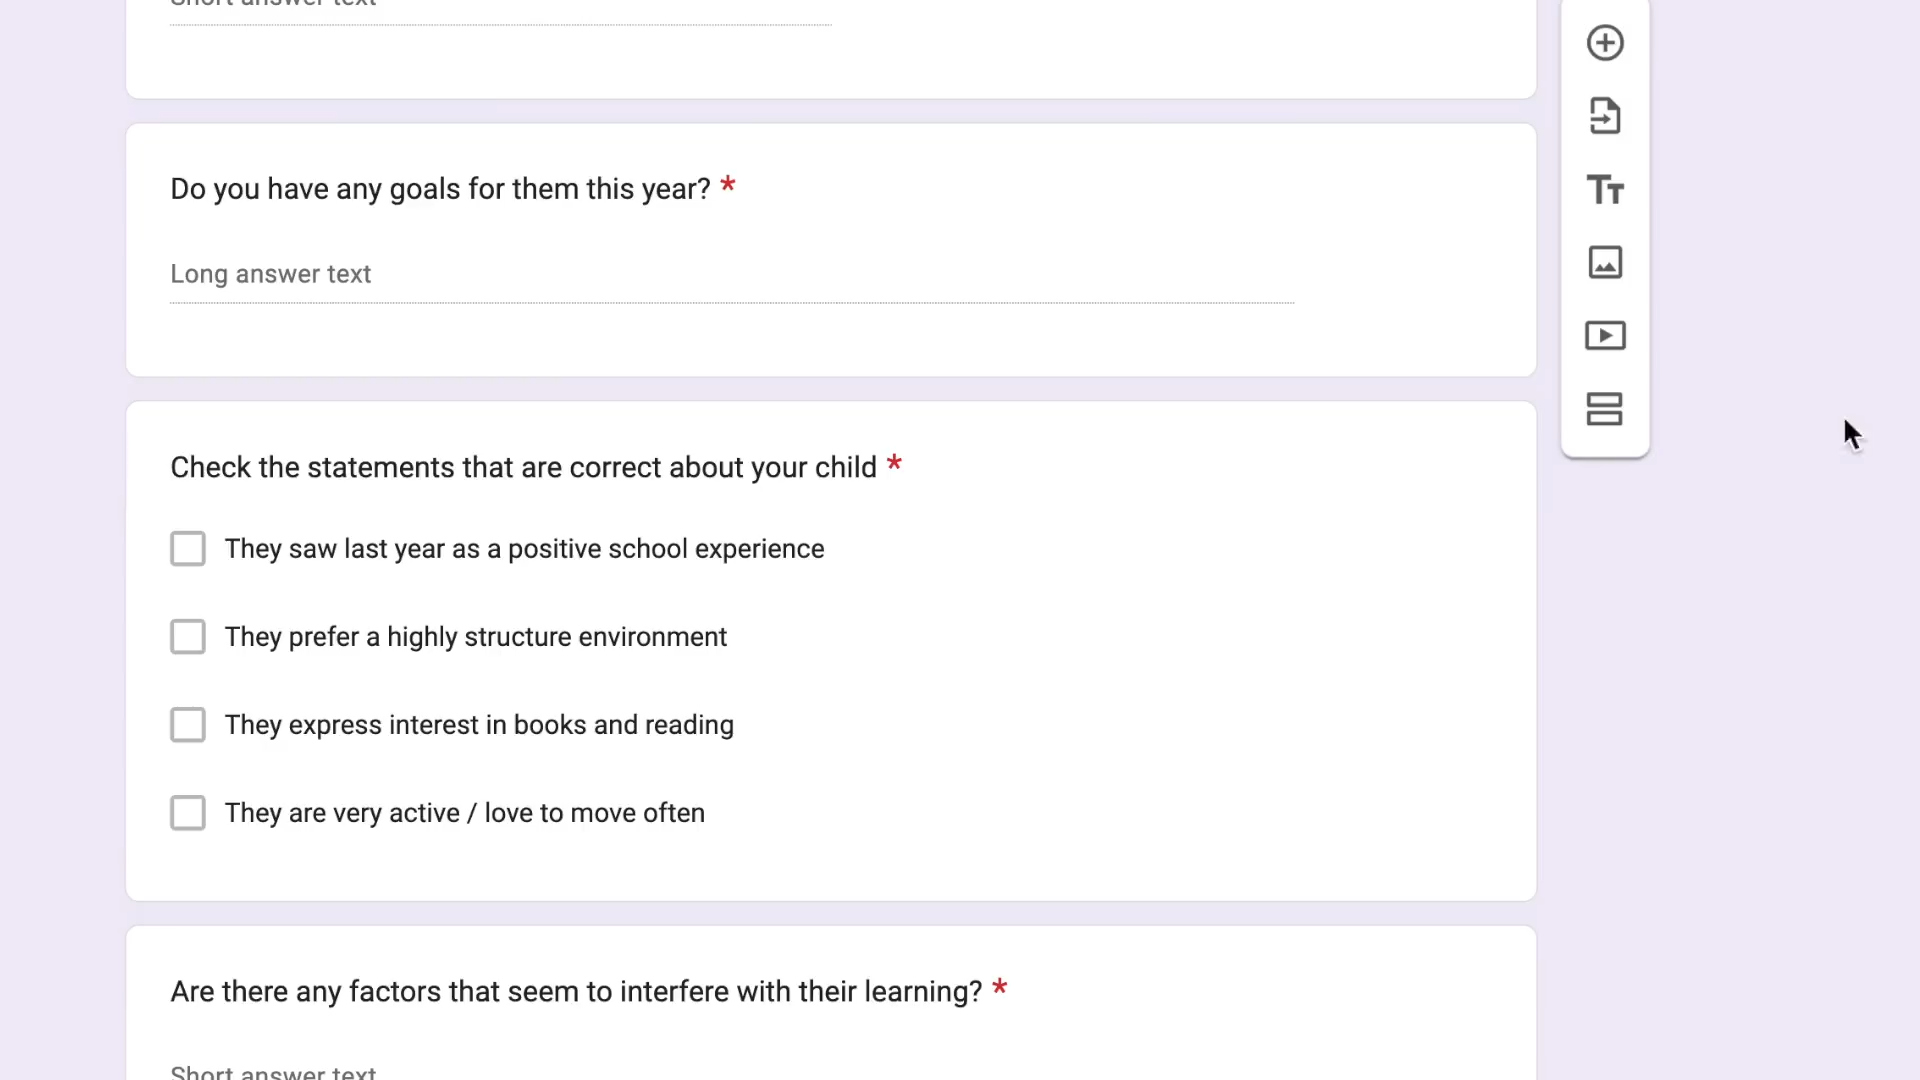 Short answer text
Do you have any goals for them this year? *
Long answer text
Check the statements that are correct about your child *
They saw last year as a positive school experience
They prefer a highly structure environment
They express interest in books and reading
They are very active / love to move often
Are there any factors that seem to interfere with their learning? *
Short answer text